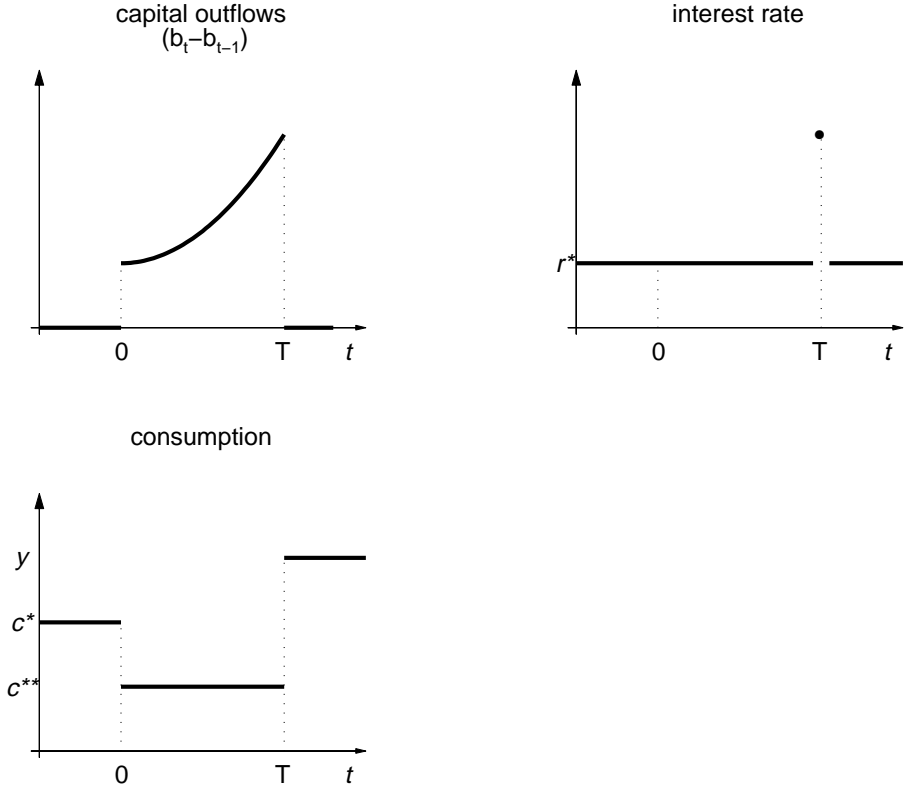 capital outflows
(b_t−b_{t−1})
0
T
t
interest rate
r*
0
T
t
consumption
y
c*
c**
0
T
t